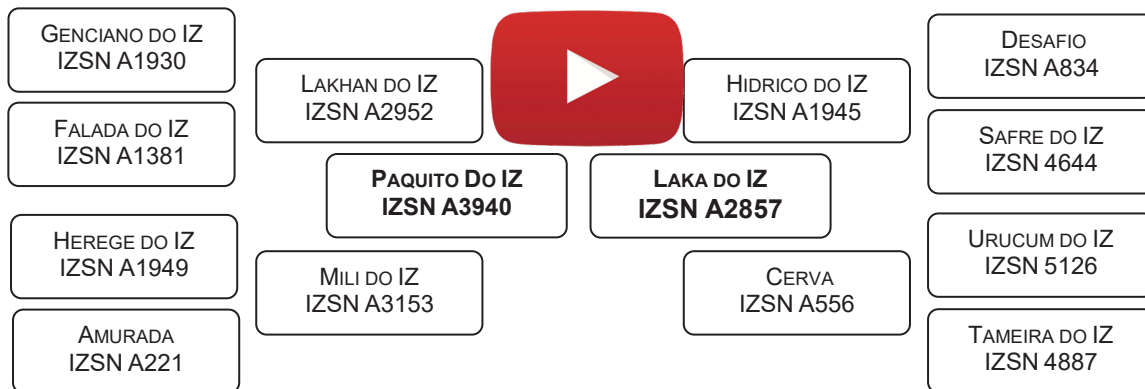 GENCIANO DO IZ
IZSN A1930
FALADA DO IZ
IZSN A1381
HEREGE DO IZ
IZSN A1949
AMURADA
IZSN A221
LAKHAN DO IZ
IZSN A2952
MILI DO IZ
IZSN A3153
PAQUITO DO IZ
IZSN A3940
LAKA DO IZ
IZSN A2857
HIDRICO DO IZ
IZSN A1945
CERVA
IZSN A556
DESAFIO
IZSN A834
SAFRE DO IZ
IZSN 4644
URUCUM DO IZ
IZSN 5126
TAMEIRA DO IZ
IZSN 4887